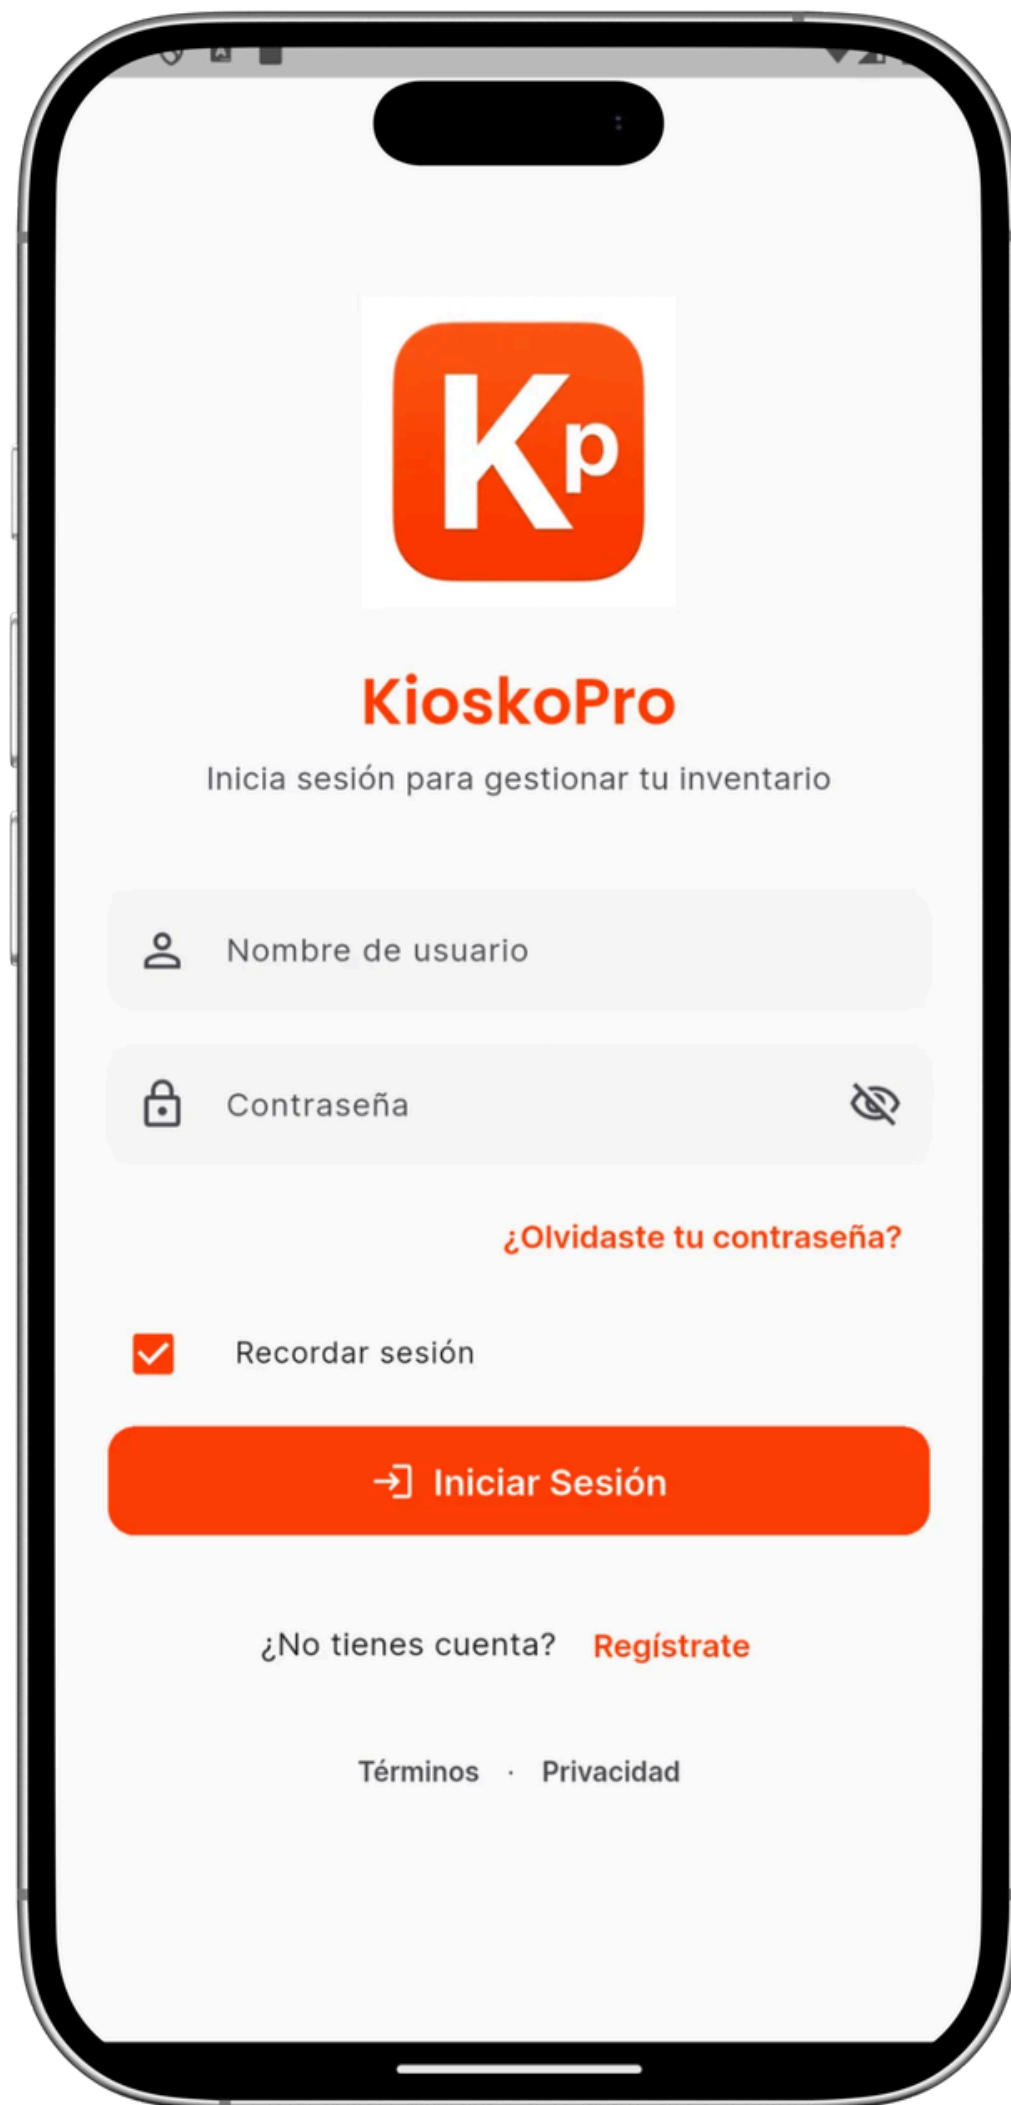 Kp
KioskoPro
Inicia sesión para gestionar tu inventario
Nombre de usuario
Contraseña
¿Olvidaste tu contraseña?
Recordar sesión
Iniciar Sesión
¿No tienes cuenta? Regístrate
Términos · Privacidad